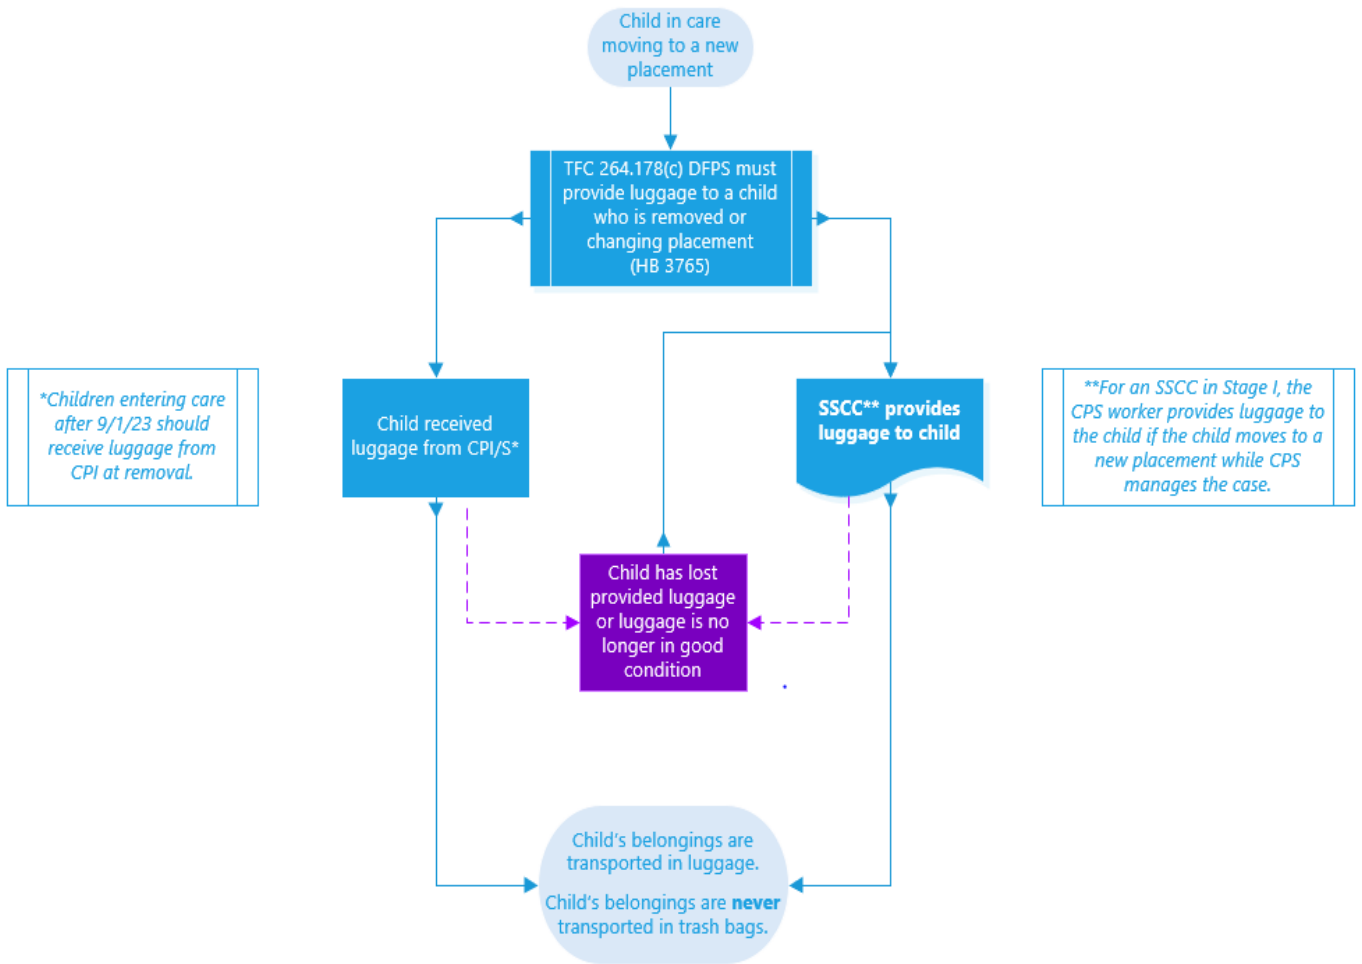 Child in care
moving to a new
placement
TFC 264.178(c) DFPS must
provide luggage to a child
who is removed or
changing placement
(HB 3765)
*Children entering care
after 9/1/23 should
receive luggage from
CPI at removal.
Child received
luggage from CPI/S*
SSCC** provides
luggage to child
**For an SSCC in Stage I, the
CPS worker provides luggage to
the child if the child moves to a
new placement while CPS
manages the case.
Child has lost
provided luggage
or luggage is no
longer in good
condition
Child's belongings are
transported in luggage.
Child's belongings are never
transported in trash bags.